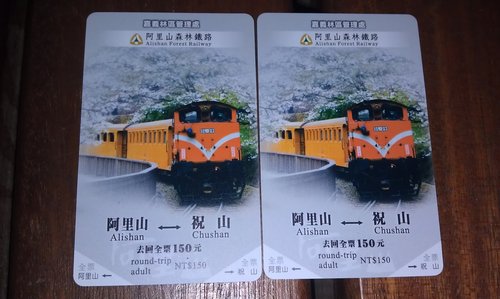 嘉義林區管理處
阿里山森林鐵路
Alishan Forest Railway
阿里山 ←→ 祝山
Alishan Chushan
去回全票150元
round-trip
adult NT$150
全票
阿里山 ← → 祝山
嘉義林區管理處
阿里山森林鐵路
Alishan Forest Railway
阿里山 ←→ 祝山
Alishan Chushan
去回全票150元
round-trip
adult NT$150
全票
阿里山 ← → 祝山